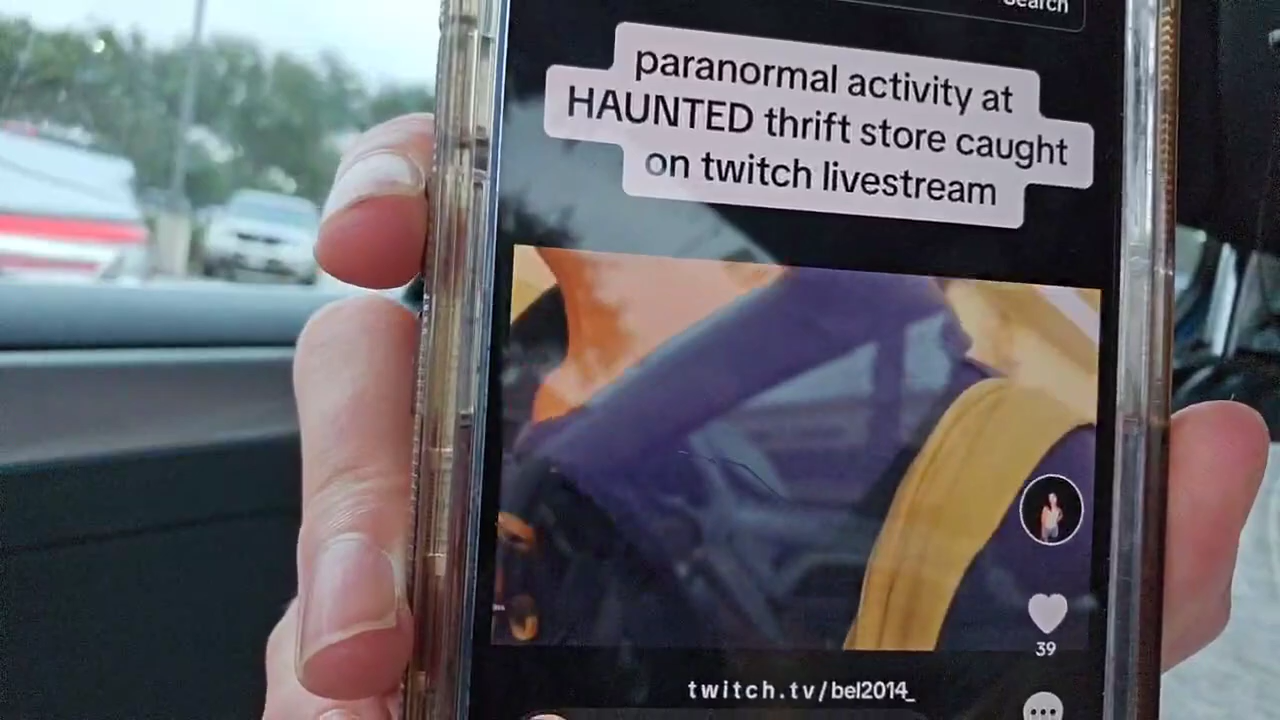 Search
paranormal activity at
HAUNTED thrift store caught
on twitch livestream
39
twitch.tv/bel2014_